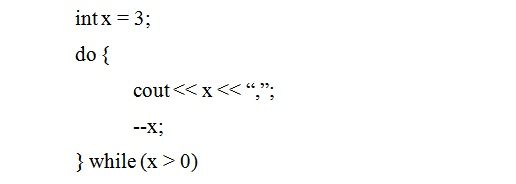 int x = 3;
do {
cout << x << “,”;
--x;
} while (x > 0)